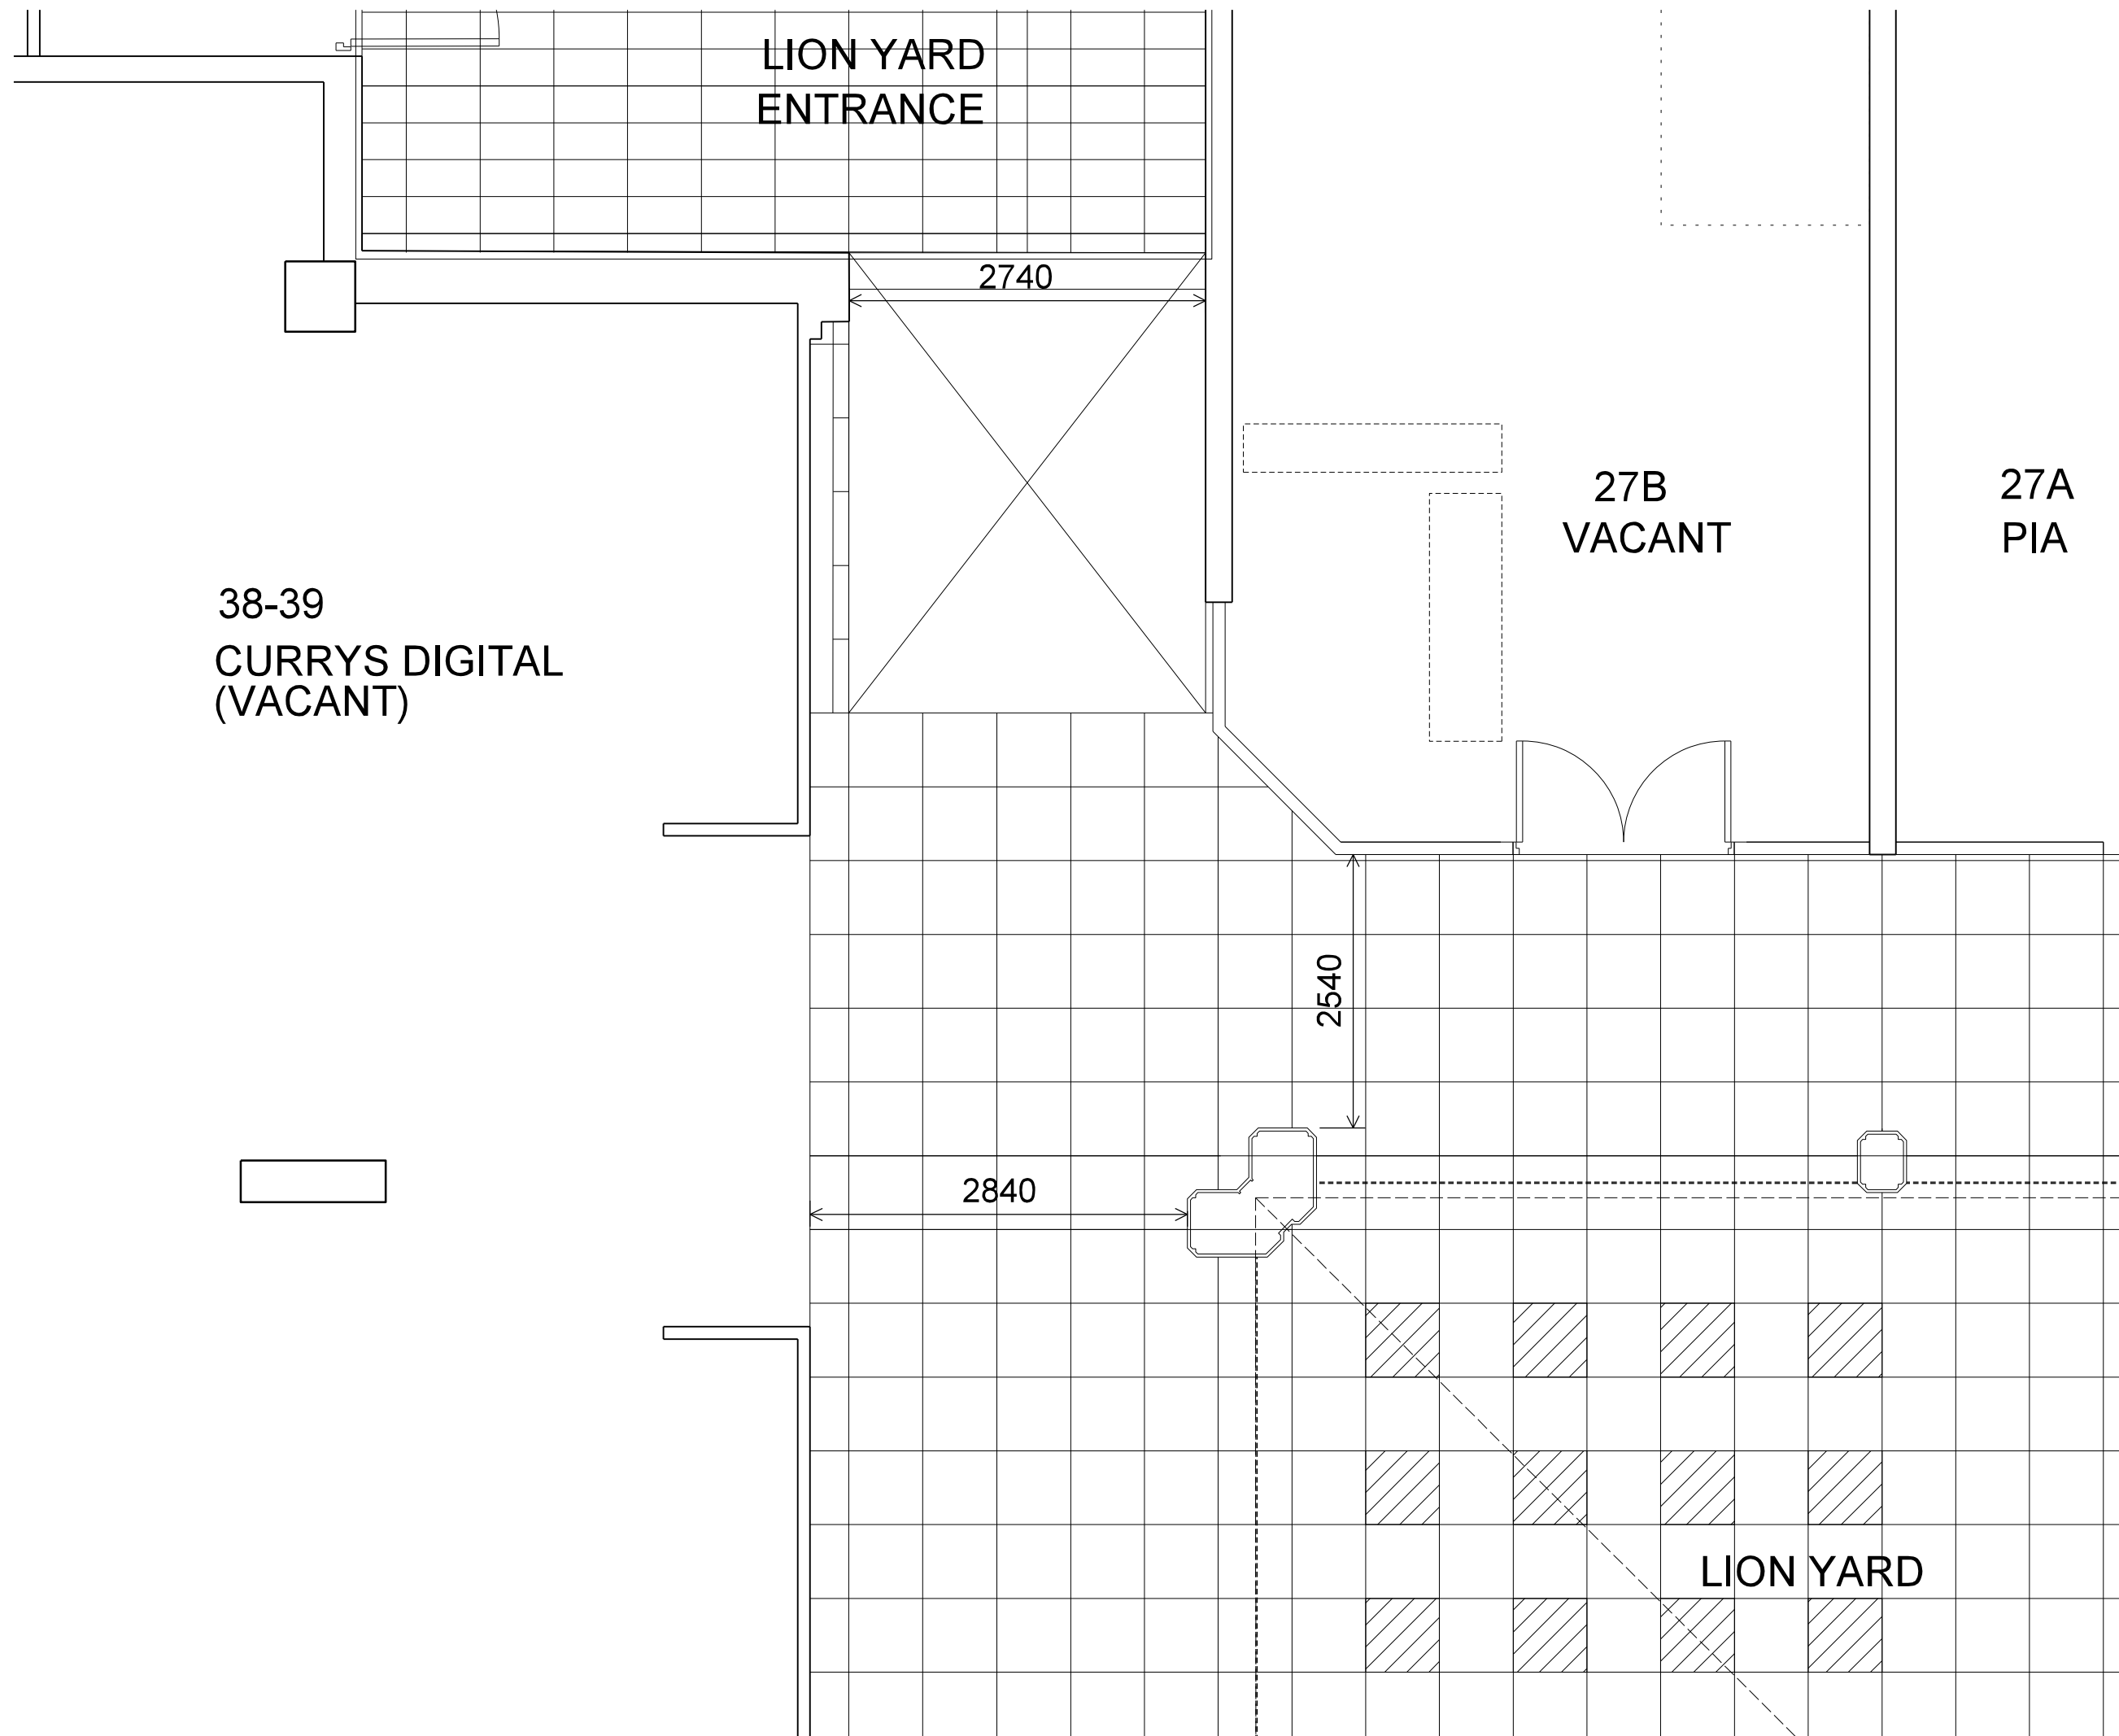 LION YARD
ENTRANCE
2740
27B
VACANT
27A
PIA
38-39
CURRYS DIGITAL
(VACANT)
2540
2840
LION YARD